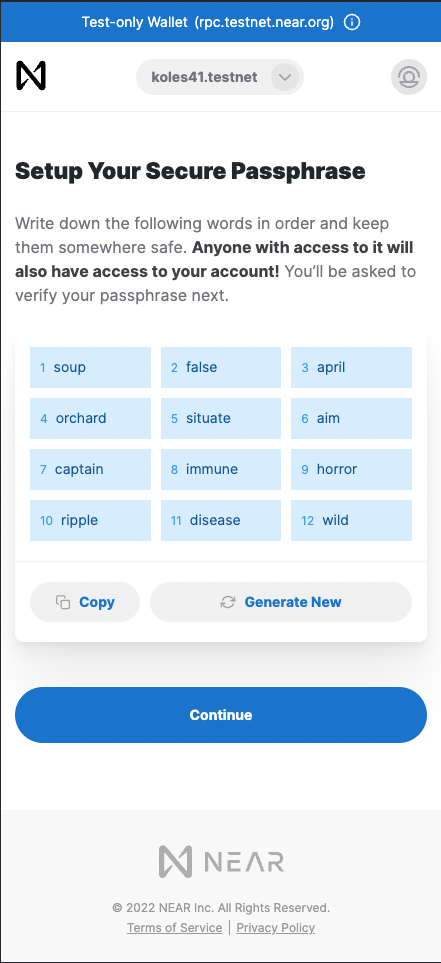 Test-only Wallet (rpc.testnet.near.org)
koles41.testnet
Setup Your Secure Passphrase
Write down the following words in order and keep
them somewhere safe. Anyone with access to it will
also have access to your account! You’ll be asked to
verify your passphrase next.
1 soup 2 false 3 april
4 orchard 5 situate 6 aim
7 captain 8 immune 9 horror
10 ripple 11 disease 12 wild
Copy Generate New
Continue
NEAR
© 2022 NEAR Inc. All Rights Reserved.
Terms of Service | Privacy Policy